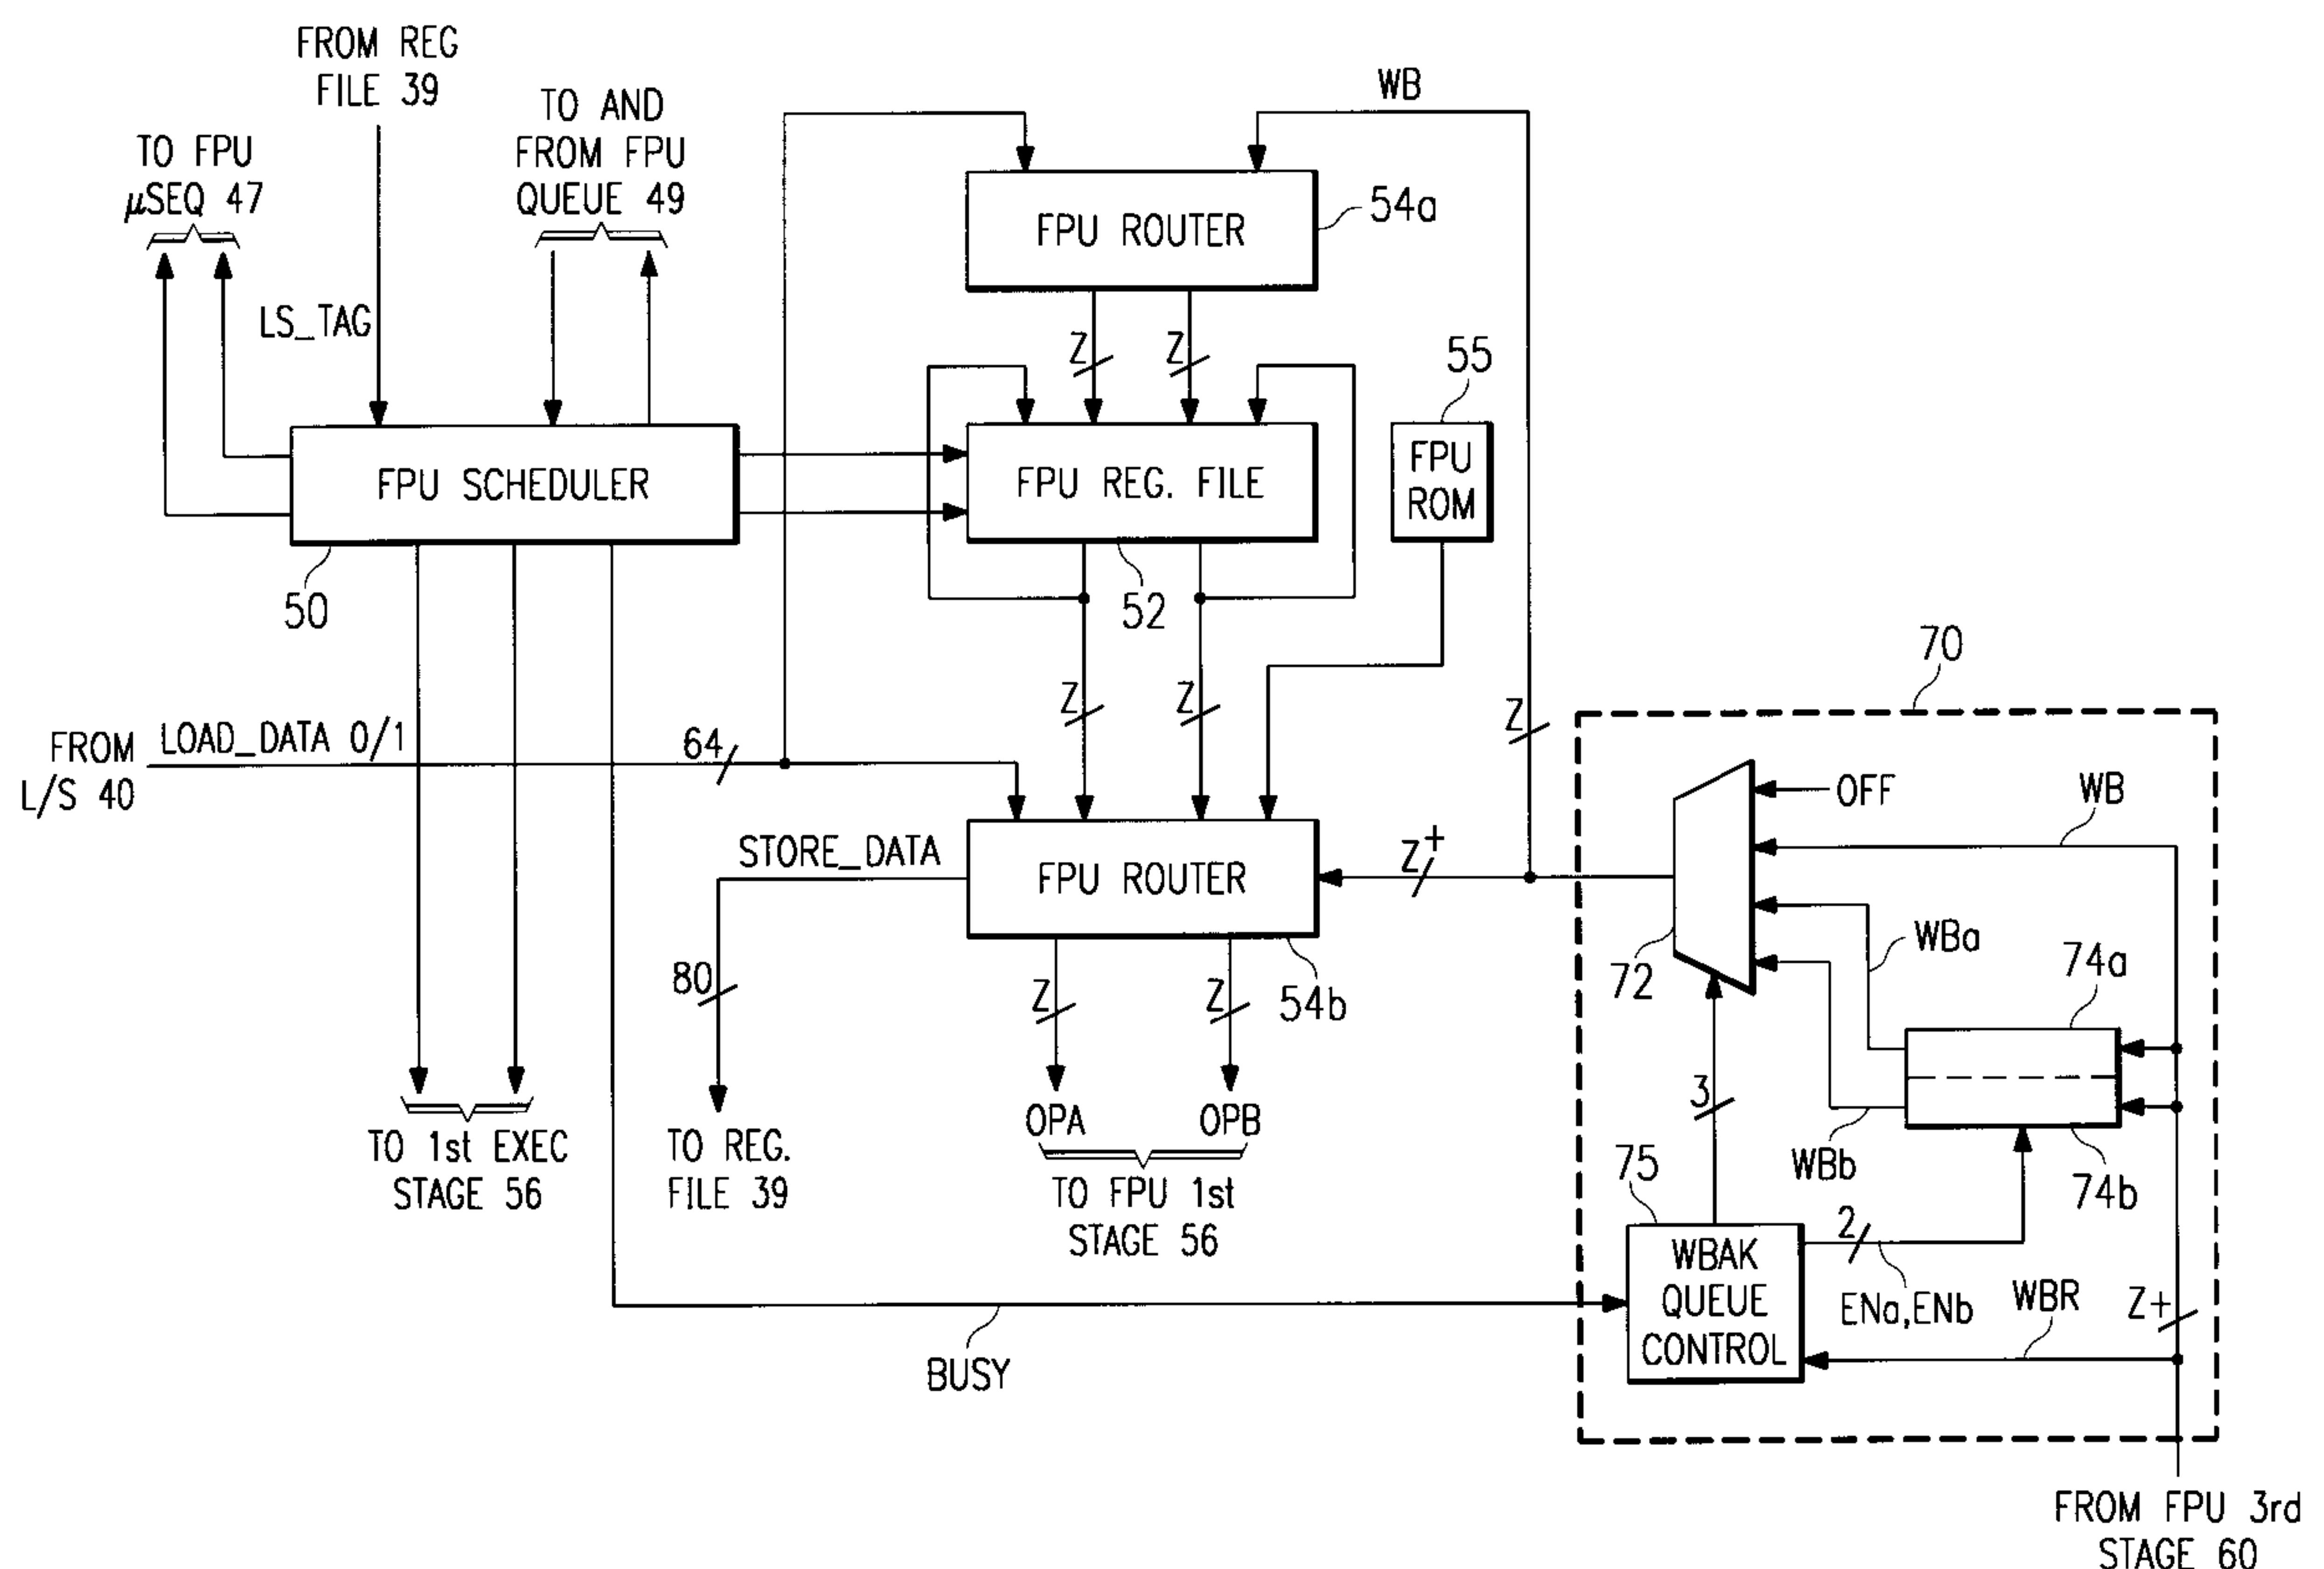 FROM REG
FILE 39
TO AND
FROM FPU
QUEUE 49
TO FPU
μSEQ 47
LS_TAG
WB
FPU ROUTER
54a
Z
Z
55
FPU
ROM
FPU SCHEDULER
50
FPU REG. FILE
52
Z
Z
Z
70
FROM
L/S 40
LOAD_DATA 0/1
64
OFF
WB
WBa
74a
72
STORE_DATA
FPU ROUTER
54b
Z+
80
Z
Z
3
WBb
74b
TO 1st EXEC
STAGE 56
TO REG.
FILE 39
OPA
OPB
TO FPU 1st
STAGE 56
75
WBAK
QUEUE
CONTROL
2
ENa,ENb
WBR
Z+
BUSY
FROM FPU 3rd
STAGE 60